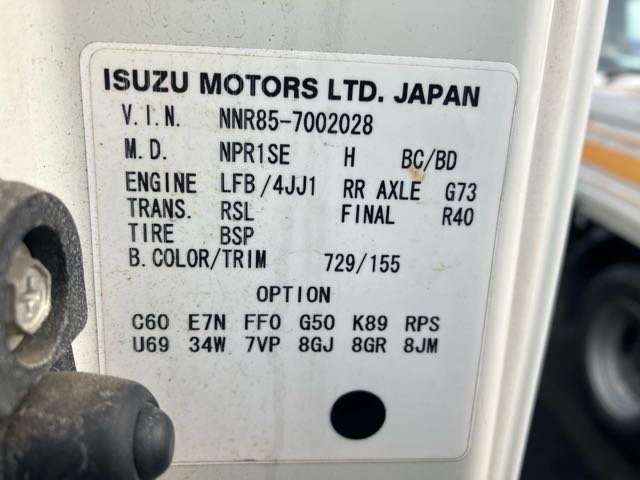 ISUZU MOTORS LTD. JAPAN
V.I.N. NNR85-7002028
M.D. NPR1SE H BC/BD
ENGINE LFB/4JJ1 RR AXLE G73
TRANS. RSL FINAL R40
TIRE BSP
B.COLOR/TRIM 729/155
OPTION
C60 E7N FF0 G50 K89 RPS
U69 34W 7VP 8GJ 8GR 8JM